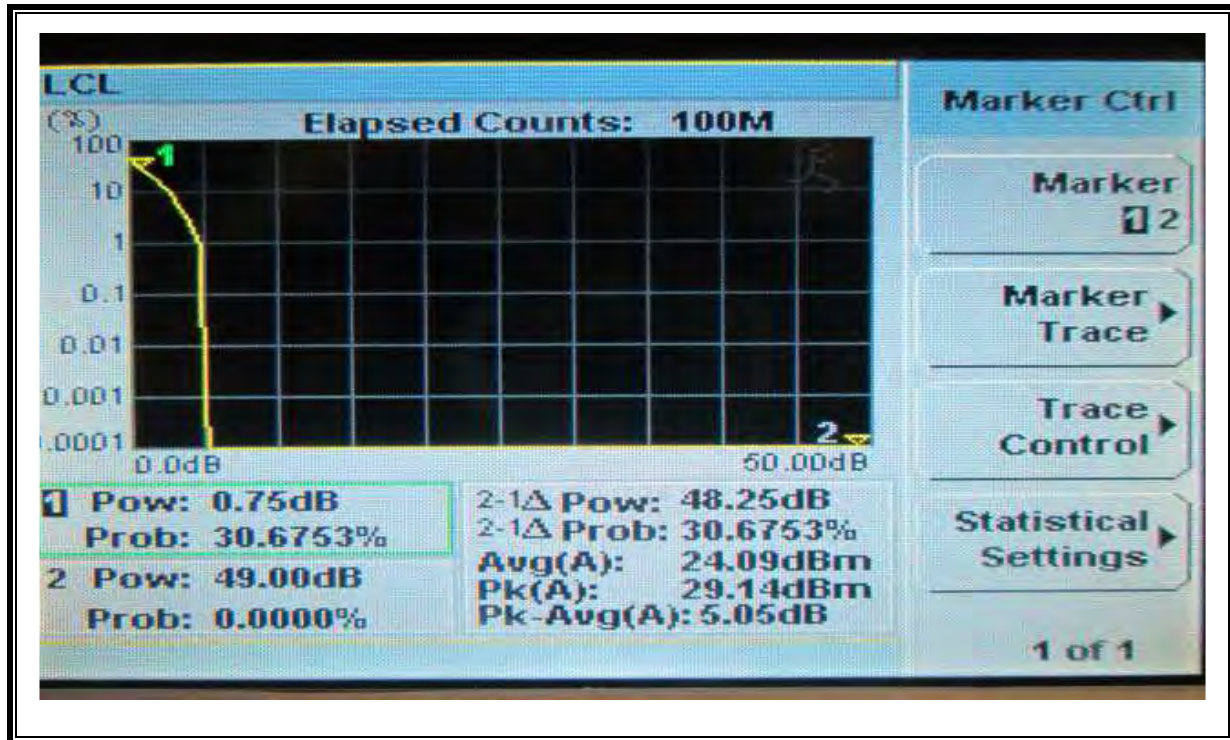 LCL
Marker Ctrl
(%)
Elapsed Counts: 100M
100
1
10
1
0.1
0.01
0.001
.0001
2
0.0dB
50.00dB
1 Pow: 0.75dB
Prob: 30.6753%
2 Pow: 49.00dB
Prob: 0.0000%
2-1Δ Pow: 48.25dB
2-1Δ Prob: 30.6753%
Avg(A): 24.09dBm
Pk(A): 29.14dBm
Pk-Avg(A): 5.05dB
Marker
1 2
Marker
Trace
Trace
Control
Statistical
Settings
1 of 1